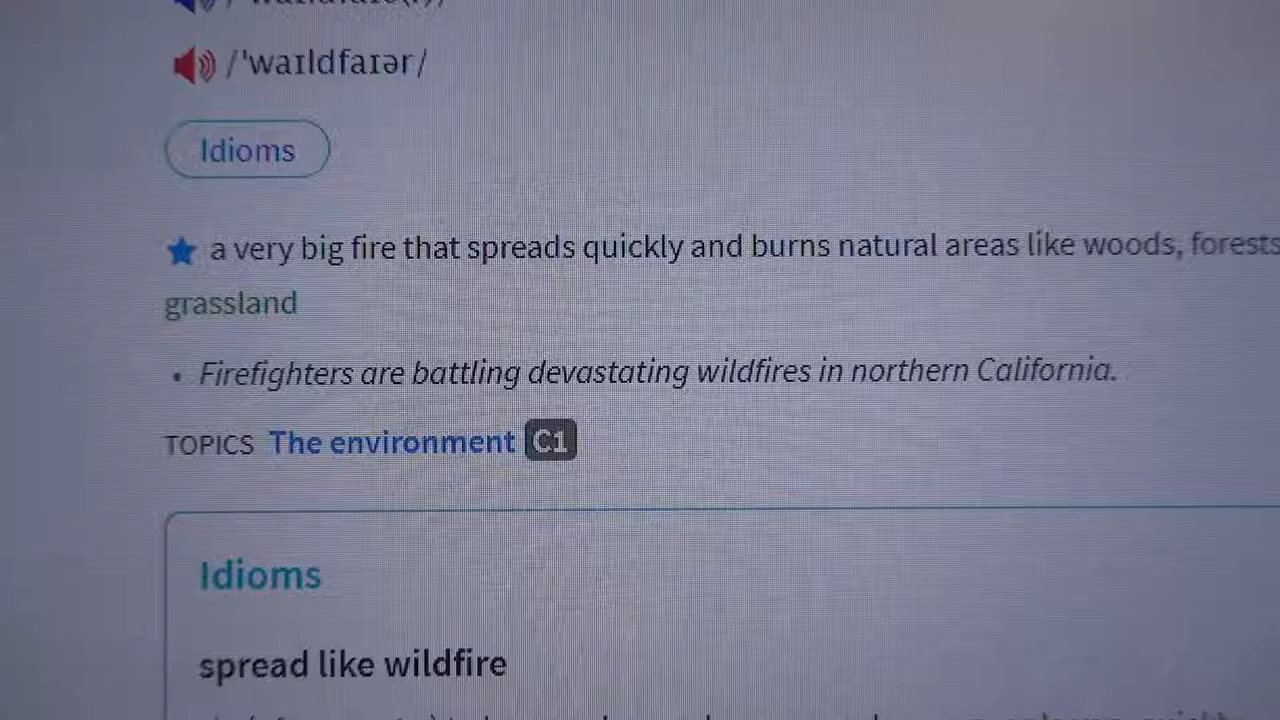 /ˈwaɪldfaɪər/
Idioms
a very big fire that spreads quickly and burns natural areas like woods, forests
grassland
• Firefighters are battling devastating wildfires in northern California.
TOPICS The environment C1
Idioms
spread like wildfire